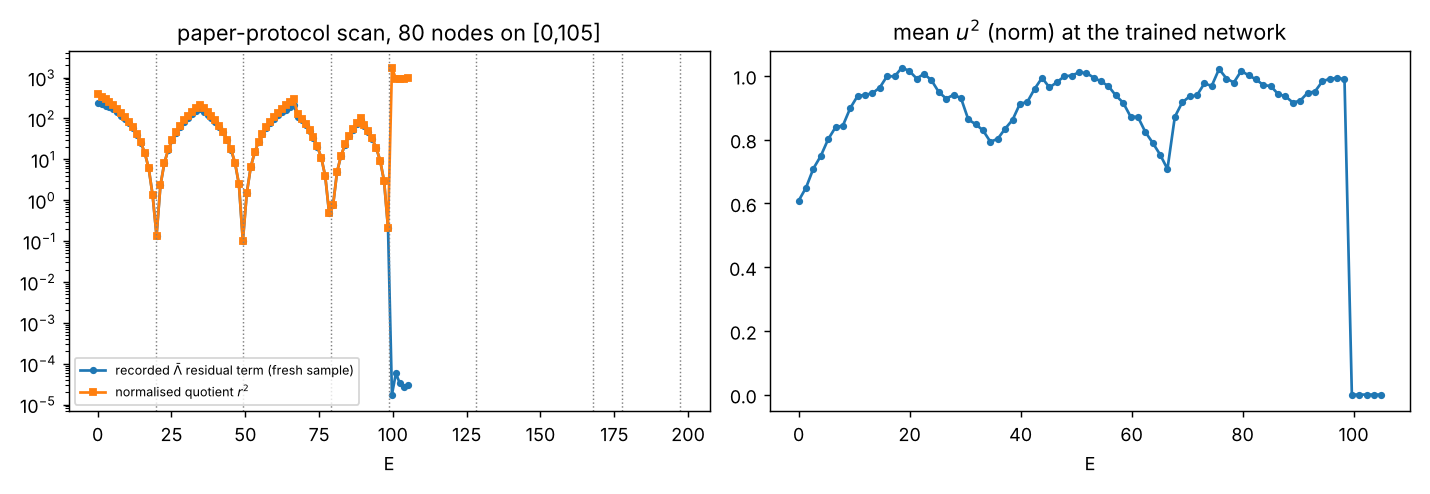 paper-protocol scan, 80 nodes on [0,105]
10³
10²
10¹
10⁰
10⁻¹
10⁻²
10⁻³
10⁻⁴
10⁻⁵
recorded Λ̄ residual term (fresh sample)
normalised quotient r²
0 25 50 75 100 125 150 175 200
E
mean u² (norm) at the trained network
1.0
0.8
0.6
0.4
0.2
0.0
0 20 40 60 80 100
E